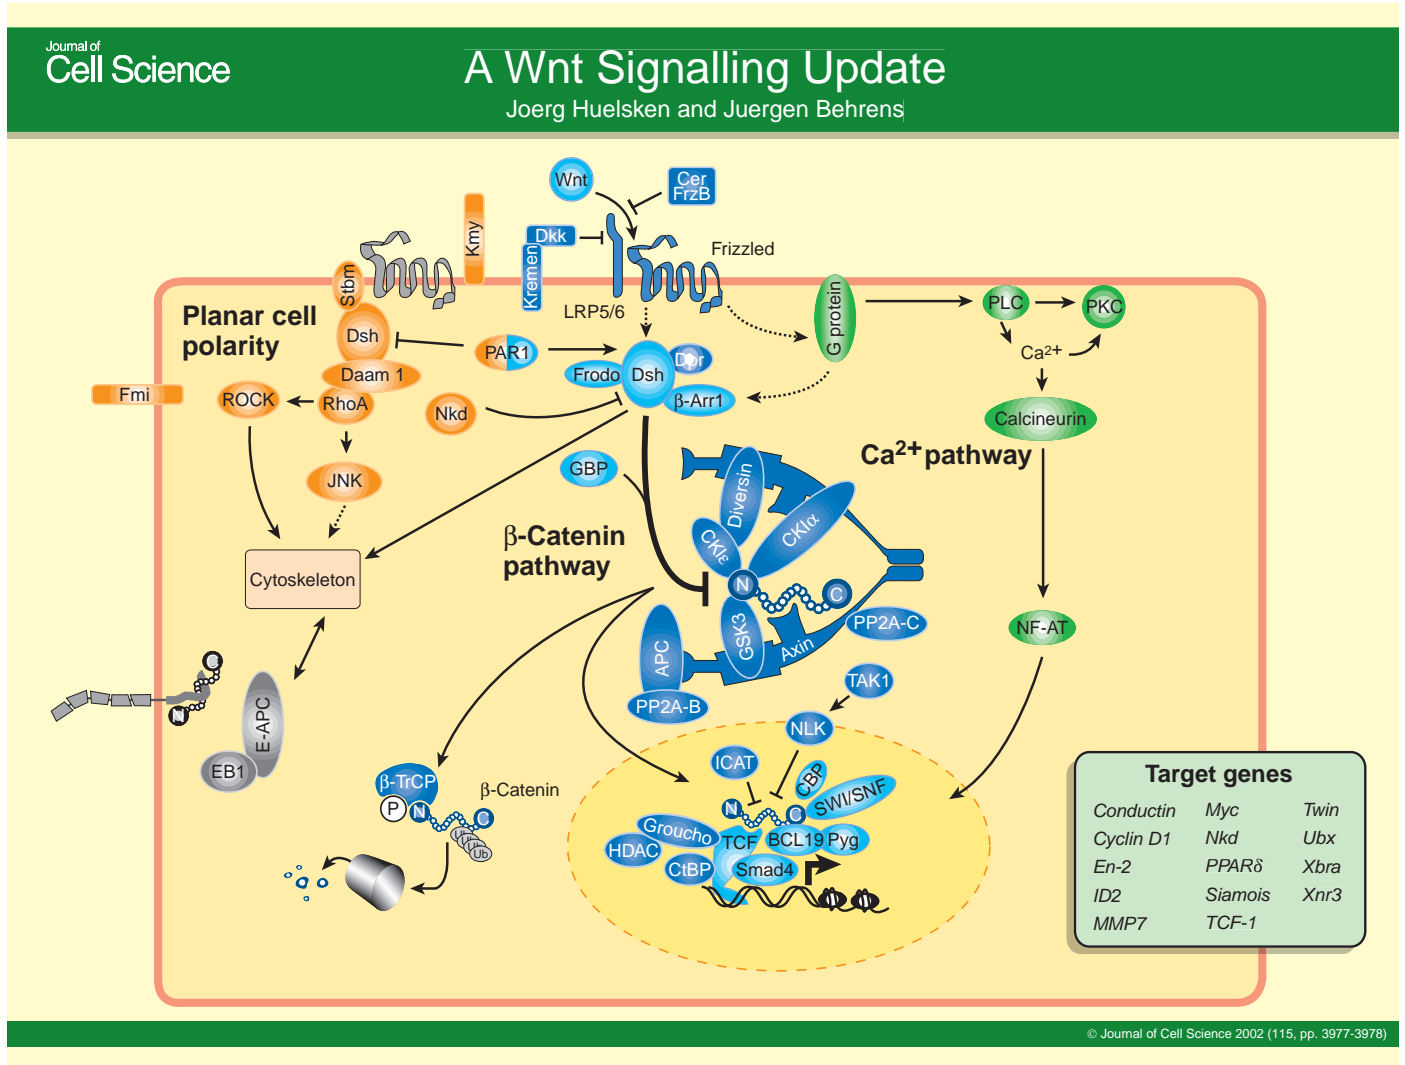 Journal of
Cell Science
A Wnt Signalling Update
Joerg Huelsken and Juergen Behrens
Wnt
Cer
FrzB
Kmy
Dkk
Kremen
Frizzled
LRP5/6
Stbm
Planar cell
polarity
Dsh
PAR1
Daam 1
Fmi
ROCK
RhoA
Nkd
JNK
Frodo
Dsh
Dpr
β-Arr1
G protein
PLC
PKC
Ca2+
Calcineurin
Ca2+ pathway
NF-AT
GBP
β-Catenin
pathway
Cytoskeleton
Diversin
CKIε
CKIα
N
C
GSK3
Axin
PP2A-C
APC
PP2A-B
TAK1
NLK
C
N
E-APC
EB1
β-TrCP
P
N
C
β-Catenin
Ub
Ub
Ub
Ub
ICAT
CBP
SWI/SNF
N
C
Groucho
HDAC
TCF
BCL19
Pyg
CtBP
Smad4
Target genes
Conductin
Myc
Twin
Cyclin D1
Nkd
Ubx
En-2
PPARδ
Xbra
ID2
Siamois
Xnr3
MMP7
TCF-1
© Journal of Cell Science 2002 (115, pp. 3977-3978)